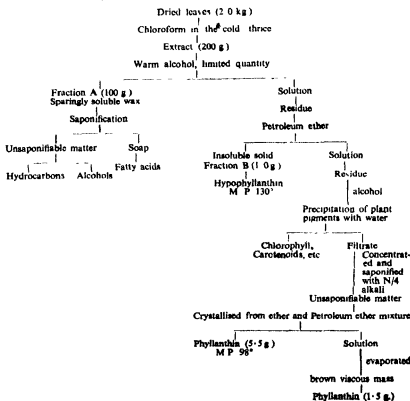 Dried leaves (2 0 kg)
Chloroform in the cold thrice
Extract (200 g)
Warm alcohol, limited quantity
Fraction A (100 g)
Sparingly soluble wax
Saponification
Unsaponifiable matter
Soap
Hydrocarbons
Alcohols
Fatty acids
Solution
Residue
Petroleum ether
Insoluble solid
Fraction B (1 0 g)
Hypophyllanthin
M P 130°
Solution
Residue
alcohol
Precipitation of plant
pigments with water
Chlorophyll,
Carotenoids, etc
Filtrate
Concentrat-
ed and
saponified
with N/4
alkali
Unsaponifiable matter
Crystallised from ether and Petroleum ether mixture
Phyllanthin (5·5 g)
M P 98°
Solution
evaporated
brown viscous mass
Phyllanthin (1·5 g.)